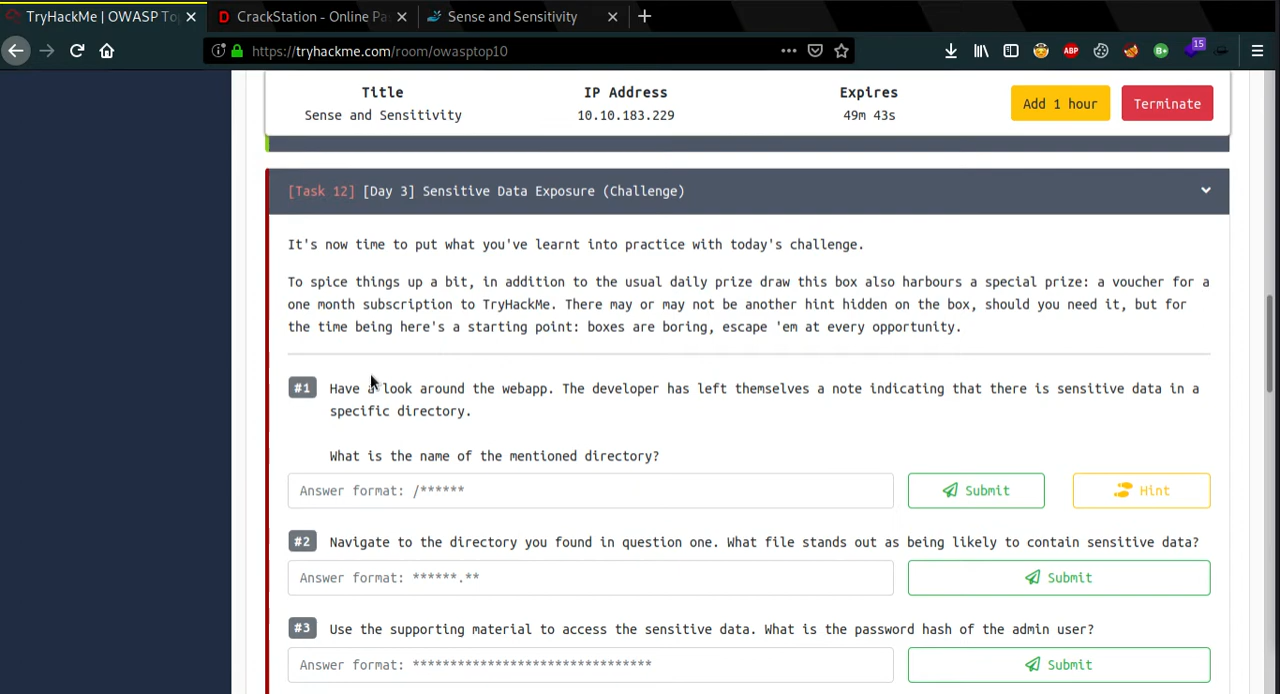 TryHackMe | OWASP To
CrackStation - Online Pa
Sense and Sensitivity
https://tryhackme.com/room/owasptop10
ABP
B+
15
Title
IP Address
Expires
Sense and Sensitivity
10.10.183.229
49m 43s
Add 1 hour
Terminate
[Task 12] [Day 3] Sensitive Data Exposure (Challenge)
It's now time to put what you've learnt into practice with today's challenge.
To spice things up a bit, in addition to the usual daily prize draw this box also harbours a special prize: a voucher for a
one month subscription to TryHackMe. There may or may not be another hint hidden on the box, should you need it, but for
the time being here's a starting point: boxes are boring, escape 'em at every opportunity.
#1 Have a look around the webapp. The developer has left themselves a note indicating that there is sensitive data in a
specific directory.
What is the name of the mentioned directory?
Answer format: /******
Submit
Hint
#2 Navigate to the directory you found in question one. What file stands out as being likely to contain sensitive data?
Answer format: ******.**
Submit
#3 Use the supporting material to access the sensitive data. What is the password hash of the admin user?
Answer format: ********************************
Submit